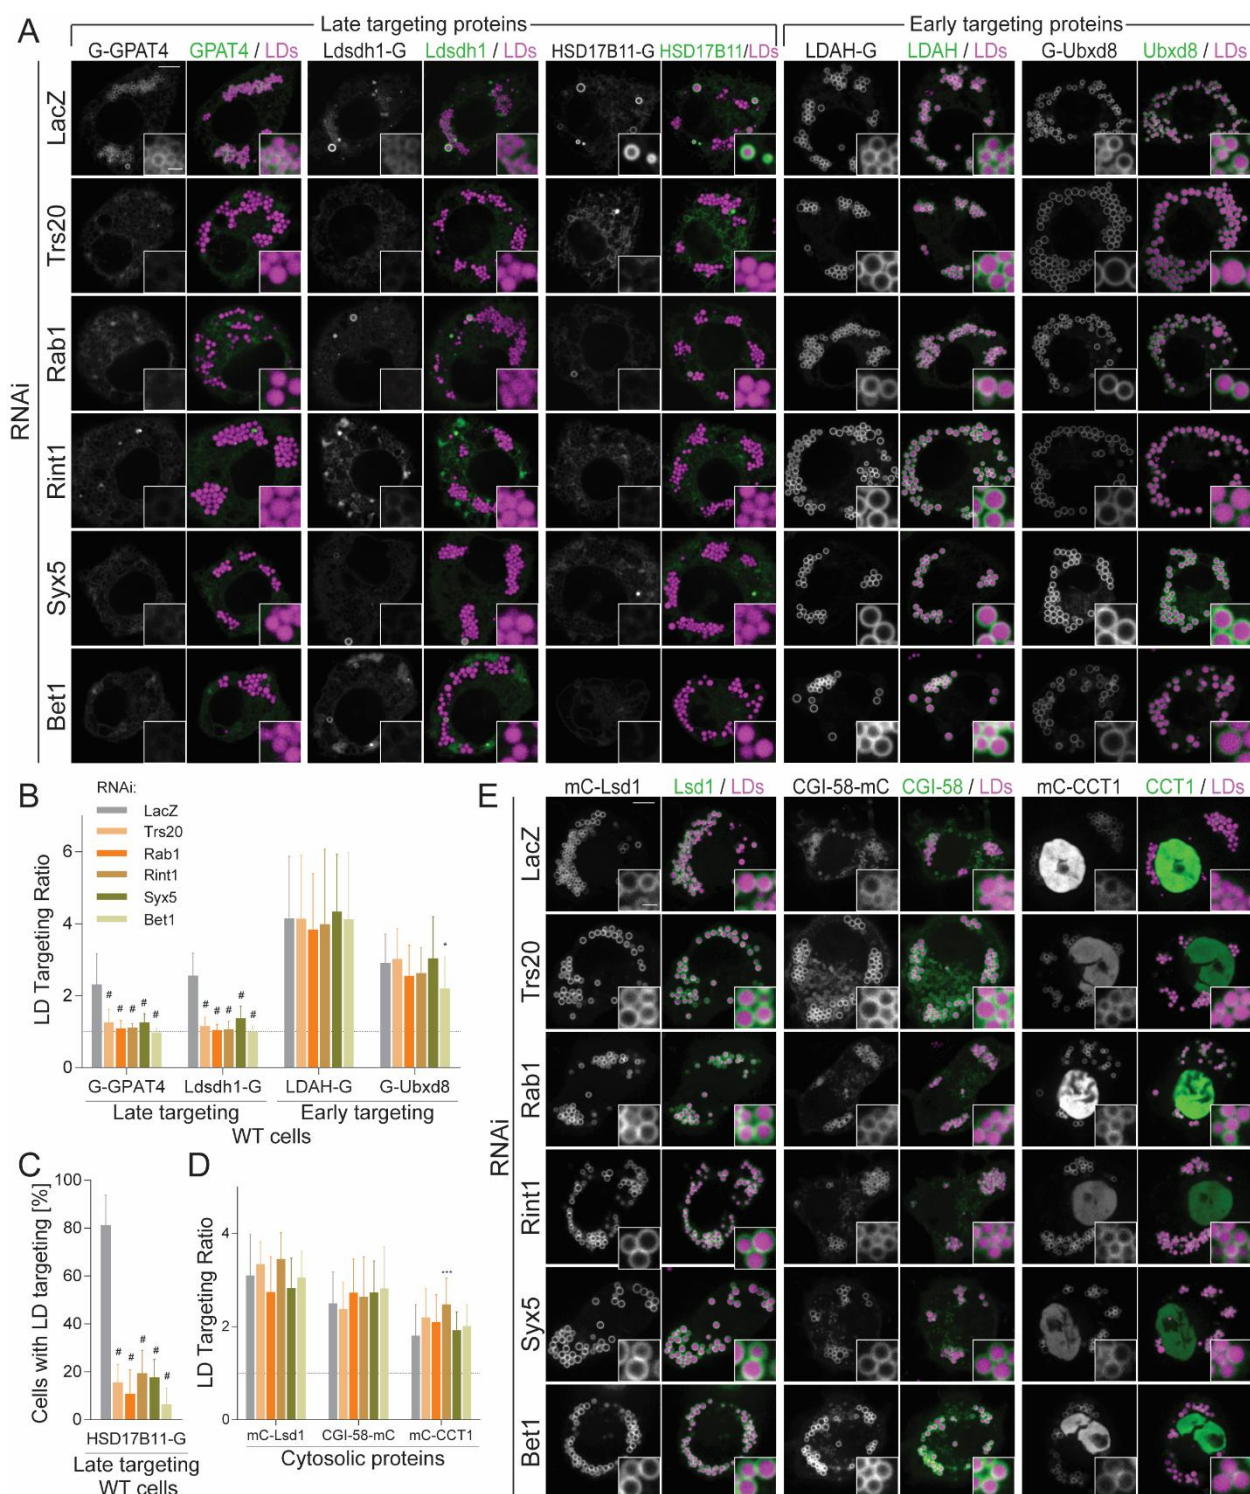 A
Late targeting proteins
Early targeting proteins
G-GPAT4 GPAT4 / LDs Ldsdh1-G Ldsdh1 / LDs HSD17B11-G HSD17B11/LDs LDAH-G LDAH / LDs G-Ubxd8 Ubxd8 / LDs
RNAi
LacZ
Trs20
Rab1
Rint1
Syx5
Bet1
B
RNAi:
LacZ
Trs20
Rab1
Rint1
Syx5
Bet1
LD Targeting Ratio
6
4
2
0
# # # # #
# # # # #
*
G-GPAT4 Ldsdh1-G LDAH-G G-Ubxd8
Late targeting Early targeting
WT cells
C
Cells with LD targeting [%]
100
80
60
40
20
0
# # # # #
HSD17B11-G
Late targeting
WT cells
D
LD Targeting Ratio
4
2
0
***
mC-Lsd1 CGI-58-mC mC-CCT1
Cytosolic proteins
E
mC-Lsd1 Lsd1 / LDs CGI-58-mC CGI-58 / LDs mC-CCT1 CCT1 / LDs
RNAi
LacZ
Trs20
Rab1
Rint1
Syx5
Bet1